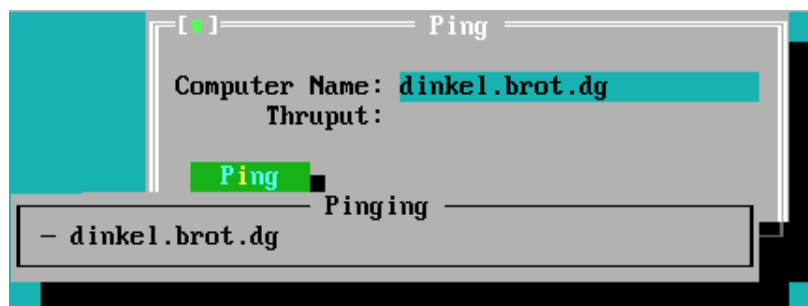 [■] Ping
Computer Name: dinkel.brot.dg
Thruput:
Ping
Pinging
- dinkel.brot.dg